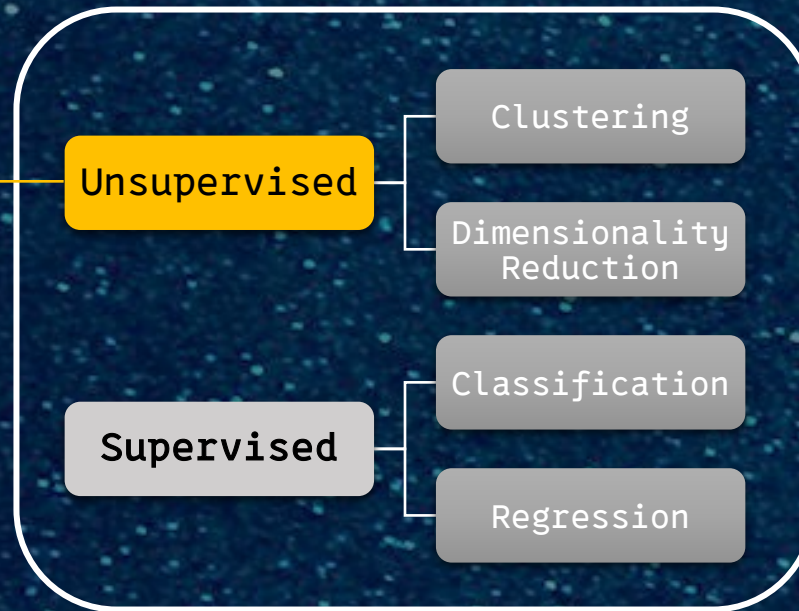 Unsupervised
Clustering
Dimensionality
Reduction
Supervised
Classification
Regression